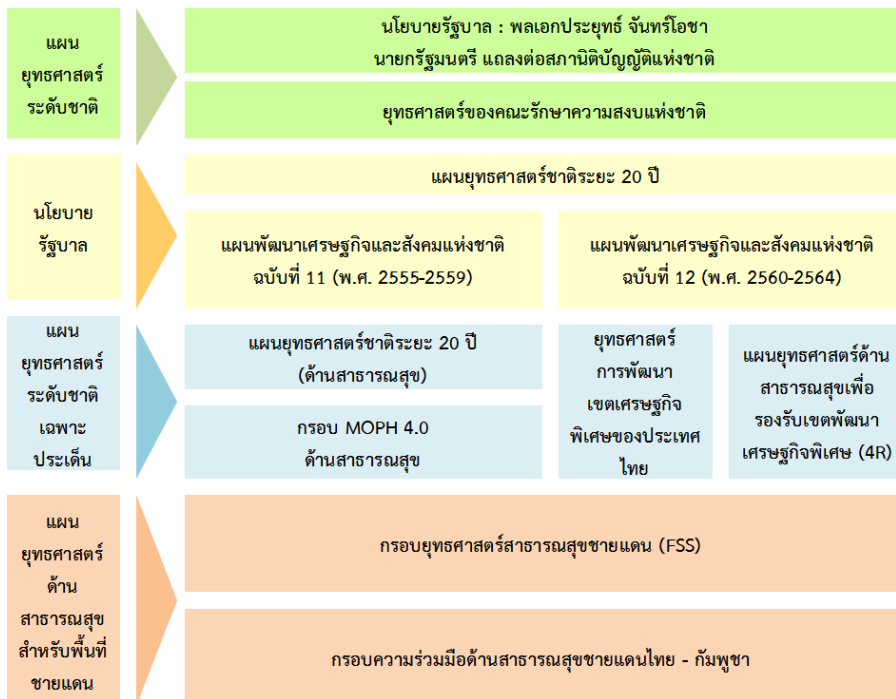 แผน
ยุทธศาสตร์
ระดับชาติ
นโยบายรัฐบาล : พลเอกประยุทธ์ จันทร์โอชา
นายกรัฐมนตรี แถลงต่อสภานิติบัญญัติแห่งชาติ
ยุทธศาสตร์ของคณะรักษาความสงบแห่งชาติ
นโยบาย
รัฐบาล
แผนยุทธศาสตร์ชาติระยะ 20 ปี
แผนพัฒนาเศรษฐกิจและสังคมแห่งชาติ
ฉบับที่ 11 (พ.ศ. 2555-2559)
แผนพัฒนาเศรษฐกิจและสังคมแห่งชาติ
ฉบับที่ 12 (พ.ศ. 2560-2564)
แผน
ยุทธศาสตร์
ระดับชาติ
เฉพาะ
ประเด็น
แผนยุทธศาสตร์ชาติระยะ 20 ปี
(ด้านสาธารณสุข)
กรอบ MOPH 4.0
ด้านสาธารณสุข
ยุทธศาสตร์
การพัฒนา
เขตเศรษฐกิจ
พิเศษของประเทศ
ไทย
แผนยุทธศาสตร์ด้าน
สาธารณสุขเพื่อ
รองรับเขตพัฒนา
เศรษฐกิจพิเศษ (4R)
แผน
ยุทธศาสตร์
ด้าน
สาธารณสุข
สำหรับพื้นที่
ชายแดน
กรอบยุทธศาสตร์สาธารณสุขชายแดน (FSS)
กรอบความร่วมมือด้านสาธารณสุขชายแดนไทย - กัมพูชา